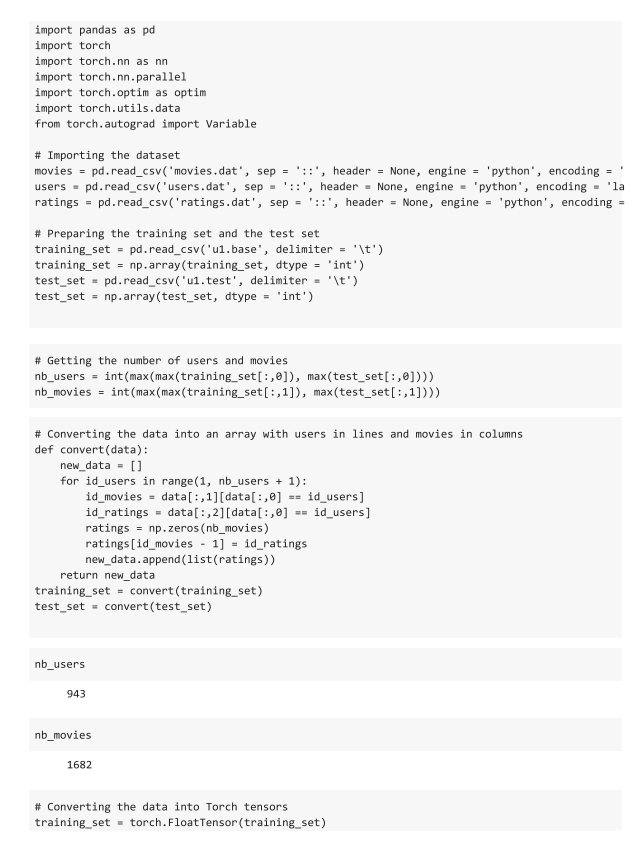 import pandas as pd
import torch
import torch.nn as nn
import torch.nn.parallel
import torch.optim as optim
import torch.utils.data
from torch.autograd import Variable
# Importing the dataset
movies = pd.read_csv('movies.dat', sep = '::', header = None, engine = 'python', encoding = '
users = pd.read_csv('users.dat', sep = '::', header = None, engine = 'python', encoding = 'la
ratings = pd.read_csv('ratings.dat', sep = '::', header = None, engine = 'python', encoding =
# Preparing the training set and the test set
training_set = pd.read_csv('u1.base', delimiter = '\t')
training_set = np.array(training_set, dtype = 'int')
test_set = pd.read_csv('u1.test', delimiter = '\t')
test_set = np.array(test_set, dtype = 'int')
# Getting the number of users and movies
nb_users = int(max(max(training_set[:,0]), max(test_set[:,0])))
nb_movies = int(max(max(training_set[:,1]), max(test_set[:,1])))
# Converting the data into an array with users in lines and movies in columns
def convert(data):
    new_data = []
    for id_users in range(1, nb_users + 1):
        id_movies = data[:,1][data[:,0] == id_users]
        id_ratings = data[:,2][data[:,0] == id_users]
        ratings = np.zeros(nb_movies)
        ratings[id_movies - 1] = id_ratings
        new_data.append(list(ratings))
    return new_data
training_set = convert(training_set)
test_set = convert(test_set)
nb_users
943
nb_movies
1682
# Converting the data into Torch tensors
training_set = torch.FloatTensor(training_set)